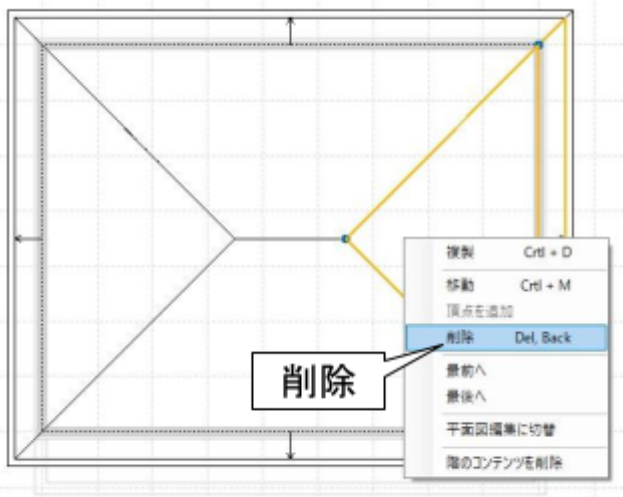 複製 Crtl + D
移動 Crtl + M
頂点を追加
削除 Del, Back
削除
最前へ
最後へ
平面図編集に切替
階のコンテンツを削除